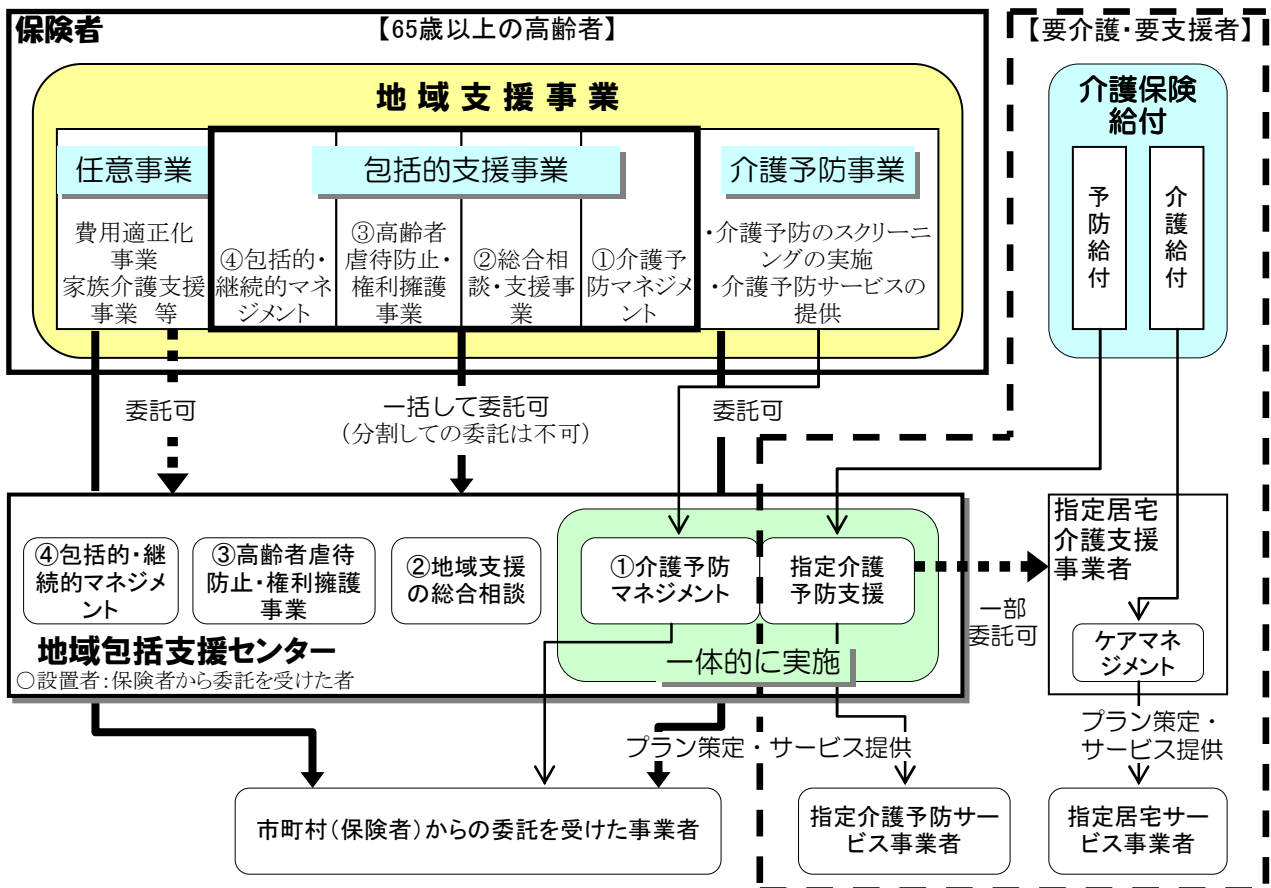 保険者
【65歳以上の高齢者】
【要介護・要支援者】
地域支援事業
任意事業
費用適正化
事業
家族介護支援
事業 等
包括的支援事業
④包括的・
継続的マネ
ジメント
③高齢者
虐待防止・
権利擁護
事業
②総合相
談・支援事
業
①介護予
防マネジメ
ント
介護予防事業
・介護予防のスクリーニ
ングの実施
・介護予防サービスの
提供
介護保険
給付
予防給付
介護給付
委託可
一括して委託可
（分割しての委託は不可）
委託可
④包括的・継
続的マネジメ
ント
③高齢者虐待
防止・権利擁護
事業
②地域支援
の総合相談
①介護予防
マネジメント
指定介護
予防支援
一体的に実施
地域包括支援センター
○設置者：保険者から委託を受けた者
一部
委託可
指定居宅
介護支援
事業者
ケアマネ
ジメント
プラン策定・サービス提供
プラン策定・
サービス提供
市町村（保険者）からの委託を受けた事業者
指定介護予防サー
ビス事業者
指定居宅サー
ビス事業者